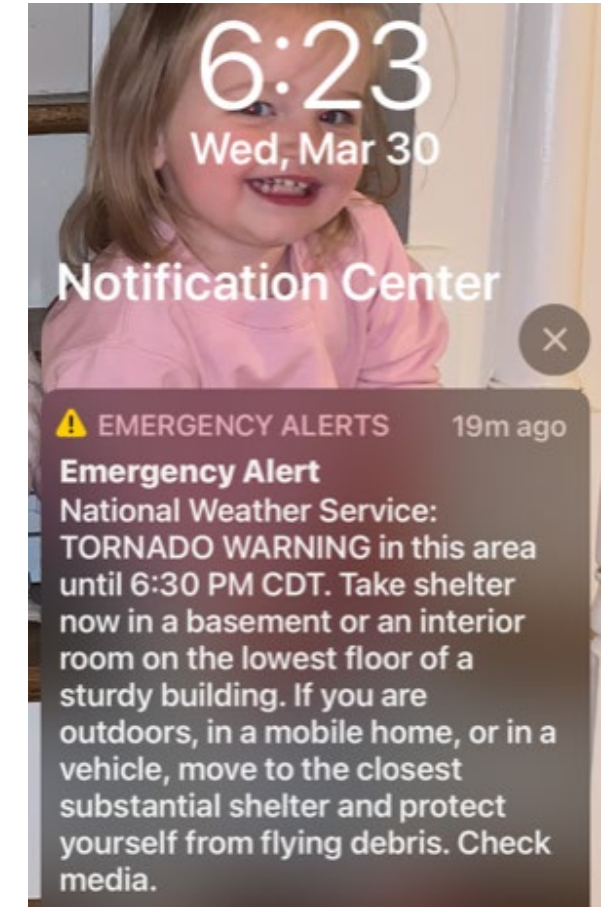 6:23
Wed, Mar 30
Notification Center
EMERGENCY ALERTS 19m ago
Emergency Alert
National Weather Service:
TORNADO WARNING in this area
until 6:30 PM CDT. Take shelter
now in a basement or an interior
room on the lowest floor of a
sturdy building. If you are
outdoors, in a mobile home, or in a
vehicle, move to the closest
substantial shelter and protect
yourself from flying debris. Check
media.